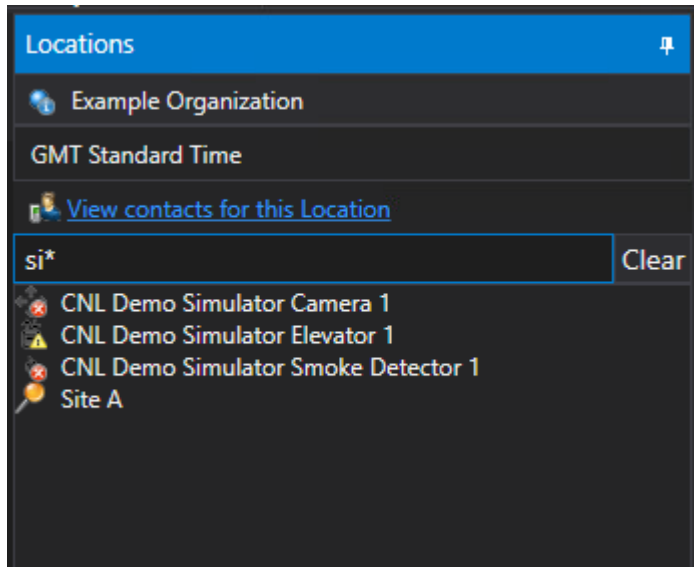 Locations
Example Organization
GMT Standard Time
View contacts for this Location
si* Clear
CNL Demo Simulator Camera 1
CNL Demo Simulator Elevator 1
CNL Demo Simulator Smoke Detector 1
Site A